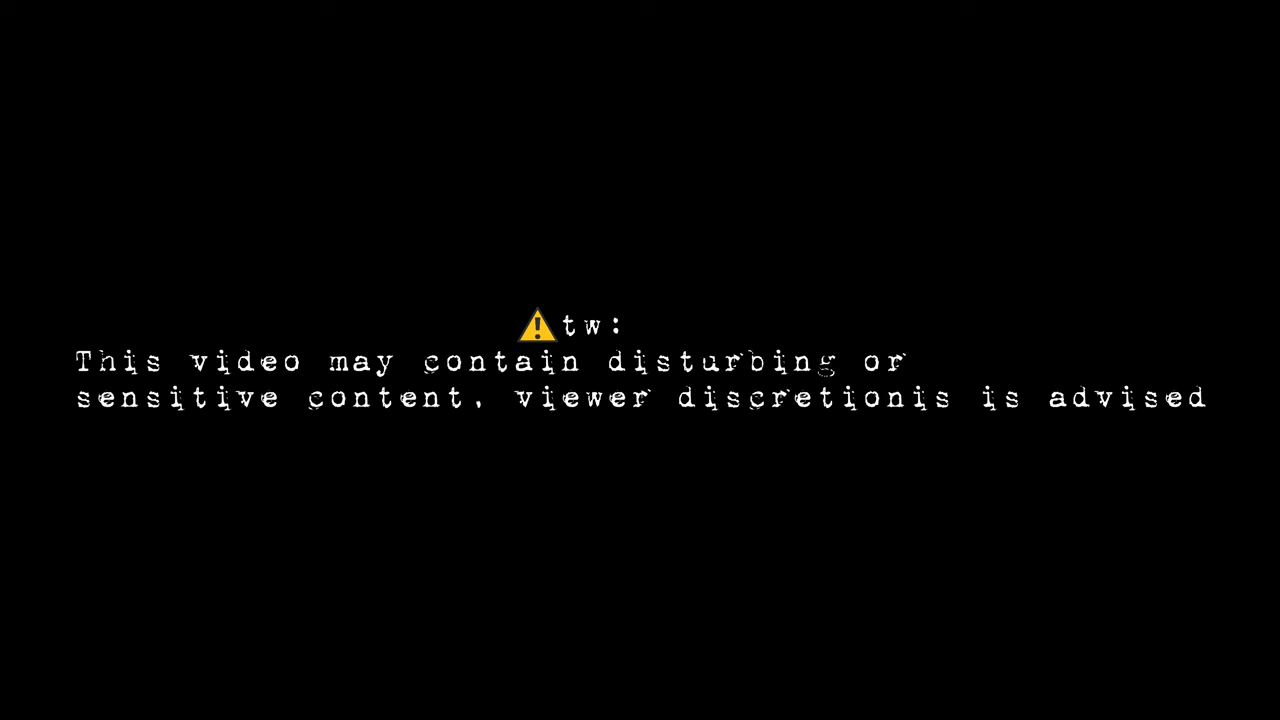 ⚠tw:
This video may contain disturbing or
sensitive content, viewer discretionis is advised